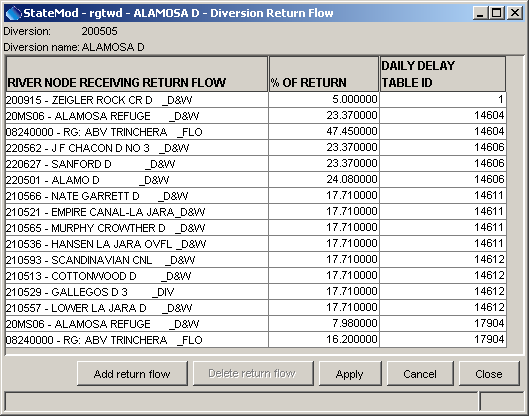 StateMod - rgtwd - ALAMOSA D - Diversion Return Flow
Diversion: 200505
Diversion name: ALAMOSA D
RIVER NODE RECEIVING RETURN FLOW % OF RETURN DAILY DELAY TABLE ID
200915 - ZEIGLER ROCK CR D _D&W 5.000000 1
20MS06 - ALAMOSA REFUGE _D&W 23.370000 14604
08240000 - RG: ABV TRINCHERA _FLO 47.450000 14604
220562 - J F CHACON D NO 3 _D&W 23.370000 14606
220627 - SANFORD D _D&W 23.370000 14606
220501 - ALAMO D _D&W 24.080000 14606
210566 - NATE GARRETT D _D&W 17.710000 14611
210521 - EMPIRE CANAL-LA JARA_D&W 17.710000 14611
210565 - MURPHY CROWTHER D _D&W 17.710000 14611
210536 - HANSEN LA JARA OVFL _D&W 17.710000 14611
210593 - SCANDINAVIAN CNL _D&W 17.710000 14612
210513 - COTTONWOOD D _D&W 17.710000 14612
210529 - GALLEGOS D 3 _DIV 17.710000 14612
210557 - LOWER LA JARA D _D&W 17.710000 14612
20MS06 - ALAMOSA REFUGE _D&W 7.980000 17904
08240000 - RG: ABV TRINCHERA _FLO 16.200000 17904
Add return flow Delete return flow Apply Cancel Close